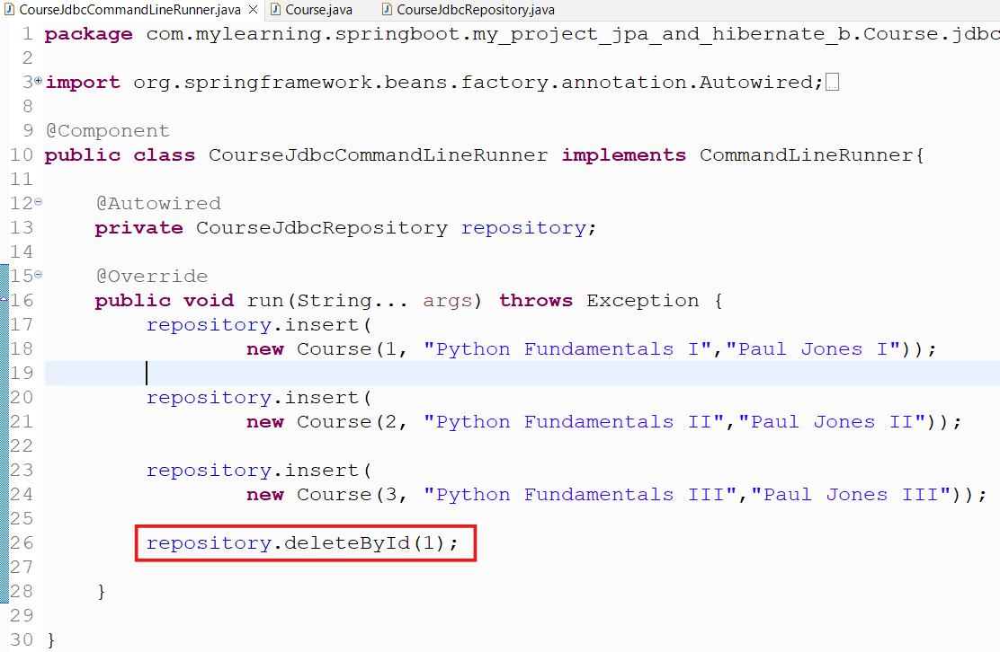 CourseJdbcCommandLineRunner.java × Course.java CourseJdbcRepository.java
1 package com.mylearning.springboot.my_project_jpa_and_hibernate_b.Course.jdbc
2
3 import org.springframework.beans.factory.annotation.Autowired;
8
9 @Component
10 public class CourseJdbcCommandLineRunner implements CommandLineRunner{
11
12 @Autowired
13 private CourseJdbcRepository repository;
14
15 @Override
16 public void run(String... args) throws Exception {
17 repository.insert(
18 new Course(1, "Python Fundamentals I","Paul Jones I"));
19
20 repository.insert(
21 new Course(2, "Python Fundamentals II","Paul Jones II"));
22
23 repository.insert(
24 new Course(3, "Python Fundamentals III","Paul Jones III"));
25
26 repository.deleteById(1);
27
28 }
29
30 }